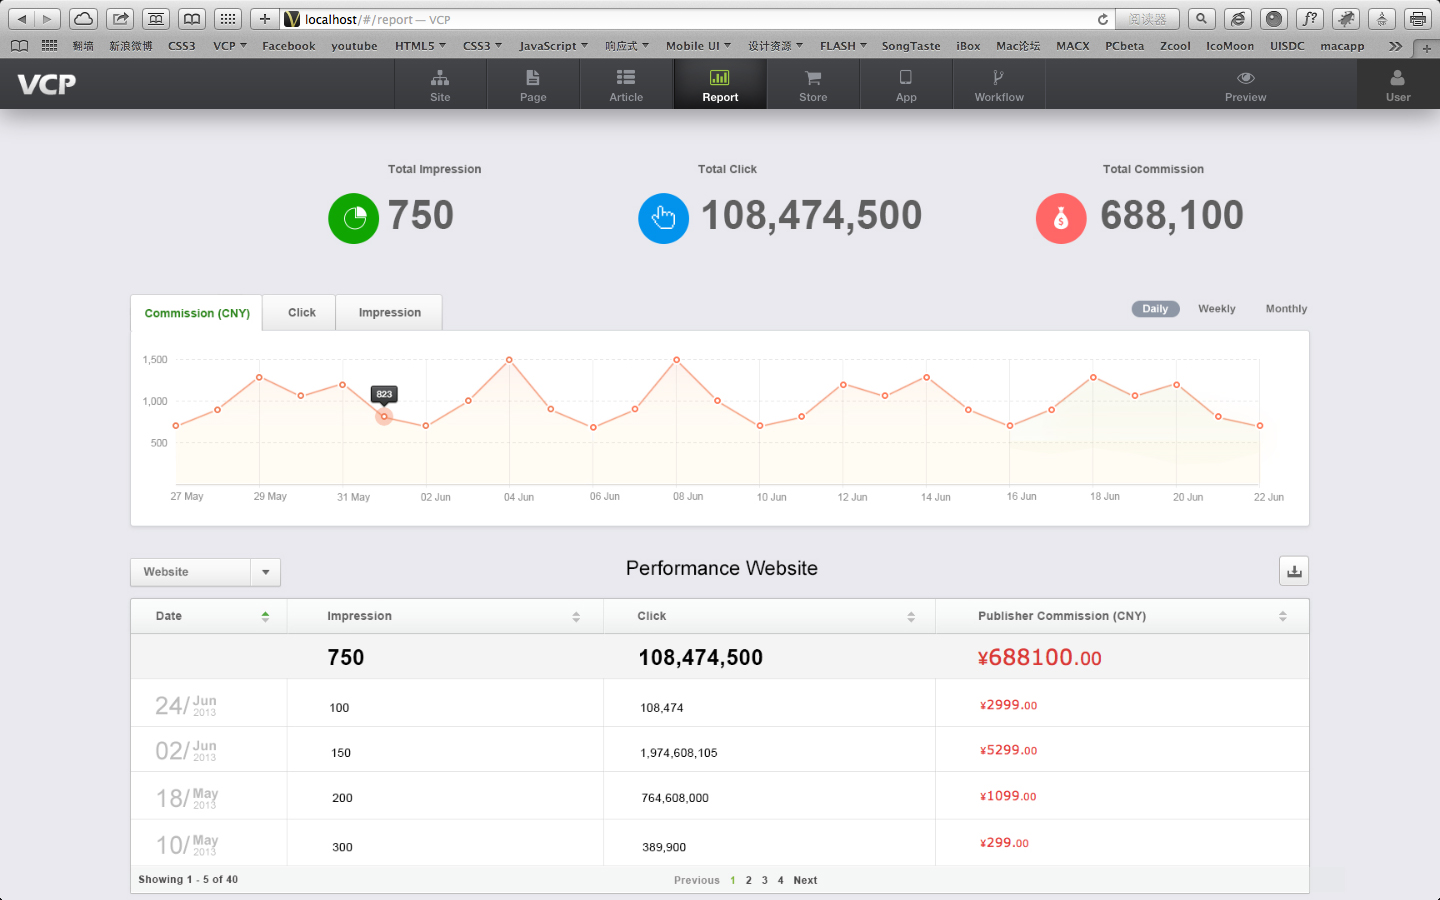 localhost/#/report — VCP
阅读器
翻墙 新浪微博 CSS3 VCP Facebook youtube HTML5 CSS3 JavaScript 响应式 Mobile UI 设计资源 FLASH SongTaste iBox Mac论坛 MACX PCbeta Zcool IcoMoon UISDC macapp
VCP
Site Page Article Report Store App Workflow Preview User
Total Impression Total Click Total Commission
750 108,474,500 688,100
Commission (CNY) Click Impression Daily Weekly Monthly
1,500
823
1,000
500
27 May 29 May 31 May 02 Jun 04 Jun 06 Jun 08 Jun 10 Jun 12 Jun 14 Jun 16 Jun 18 Jun 20 Jun 22 Jun
Website Performance Website
Date Impression Click Publisher Commission (CNY)
750 108,474,500 ¥688100.00
24/ Jun 2013 100 108,474 ¥2999.00
02/ Jun 2013 150 1,974,608,105 ¥5299.00
18/ May 2013 200 764,608,000 ¥1099.00
10/ May 2013 300 389,900 ¥299.00
Showing 1 - 5 of 40 Previous 1 2 3 4 Next